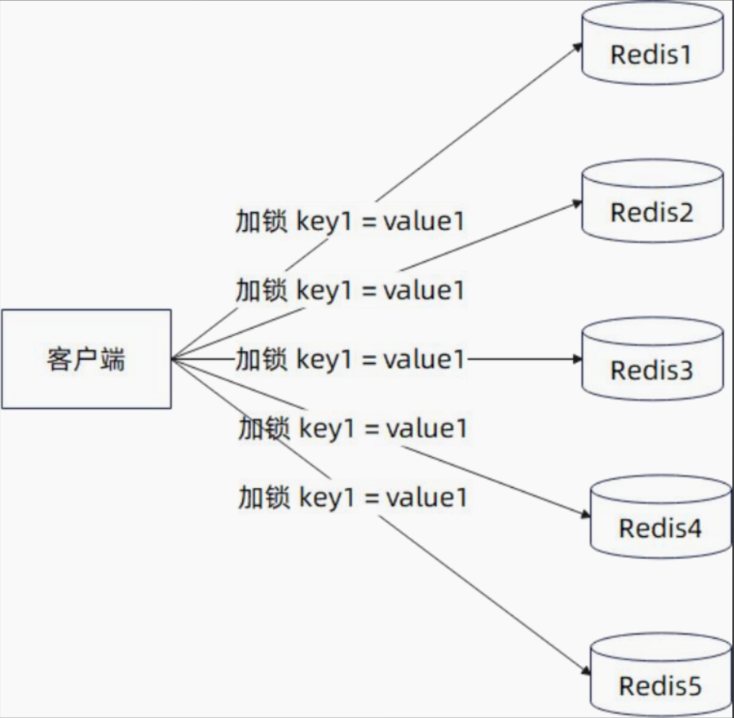 Redis1
Redis2
加锁 key1 = value1
加锁 key1 = value1
客户端
加锁 key1 = value1
Redis3
加锁 key1 = value1
加锁 key1 = value1
Redis4
Redis5